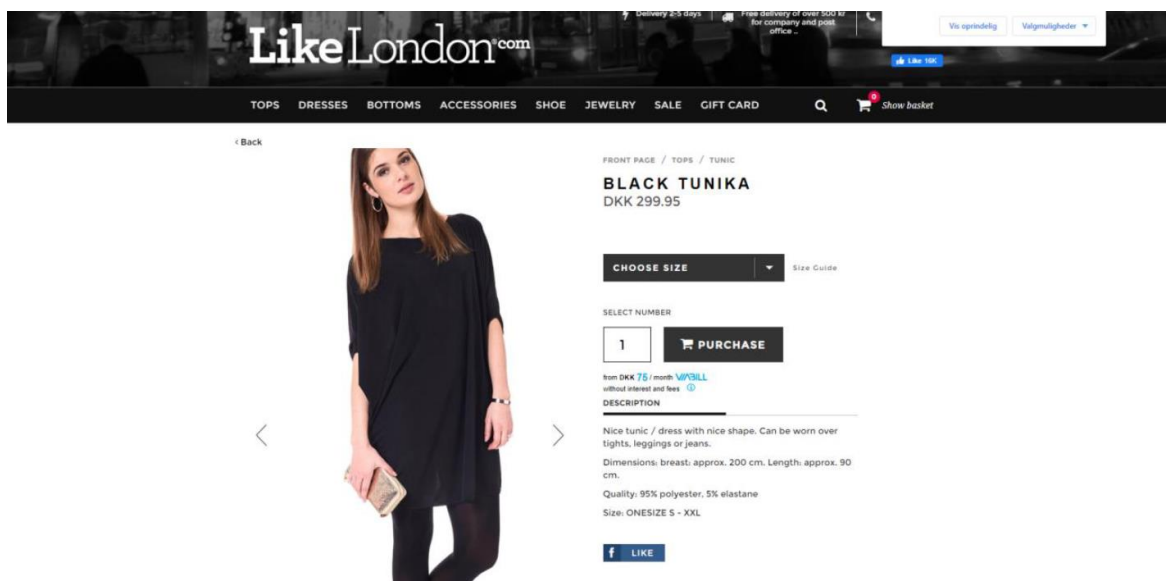 Delivery 2-5 days
Free delivery of over 500 kr
for company and post
office ..
Vis oprindelig
Valgmuligheder
LikeLondon.com
Like 16K
TOPS DRESSES BOTTOMS ACCESSORIES SHOE JEWELRY SALE GIFT CARD 0 Show basket
< Back
FRONT PAGE / TOPS / TUNIC
BLACK TUNIKA
DKK 299.95
CHOOSE SIZE
Size Guide
SELECT NUMBER
1
PURCHASE
from DKK 75 / month VIABILL
without interest and fees
DESCRIPTION
Nice tunic / dress with nice shape. Can be worn over
tights, leggings or jeans.
Dimensions: breast: approx. 200 cm. Length: approx. 90
cm.
Quality: 95% polyester, 5% elastane
Size: ONESIZE S - XXL
f LIKE